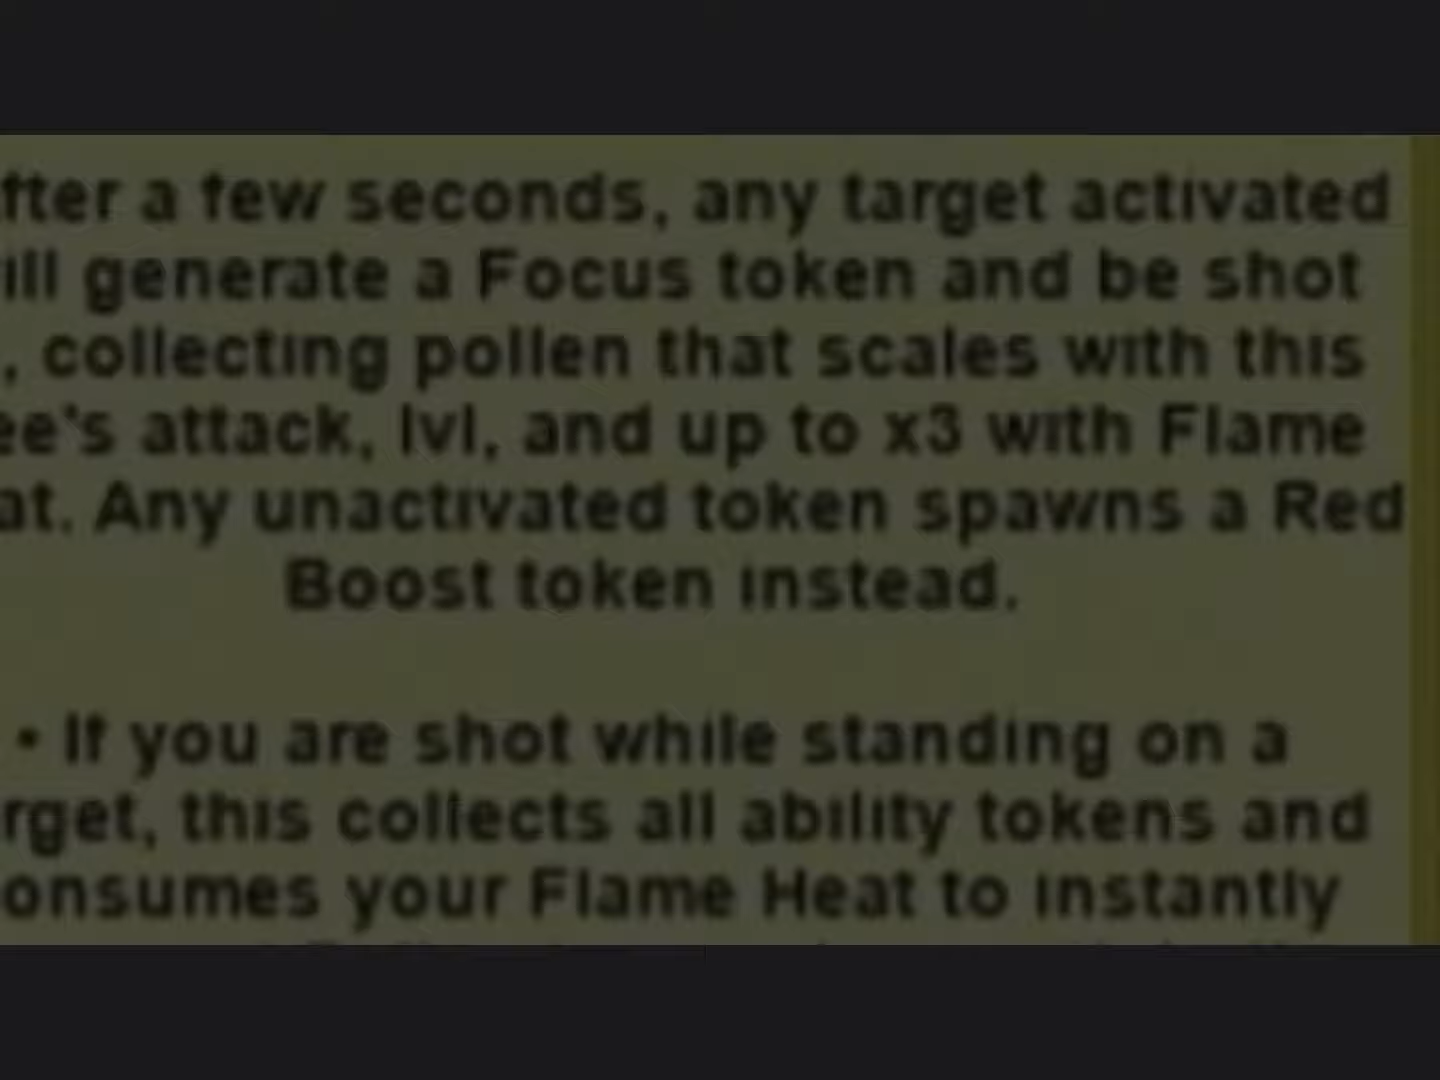 fter a few seconds, any target activated
ill generate a Focus token and be shot
, collecting pollen that scales with this
ee's attack, lvl, and up to x3 with Flame
at. Any unactivated token spawns a Red
Boost token instead.
• If you are shot while standing on a
rget, this collects all ability tokens and
onsumes your Flame Heat to instantly